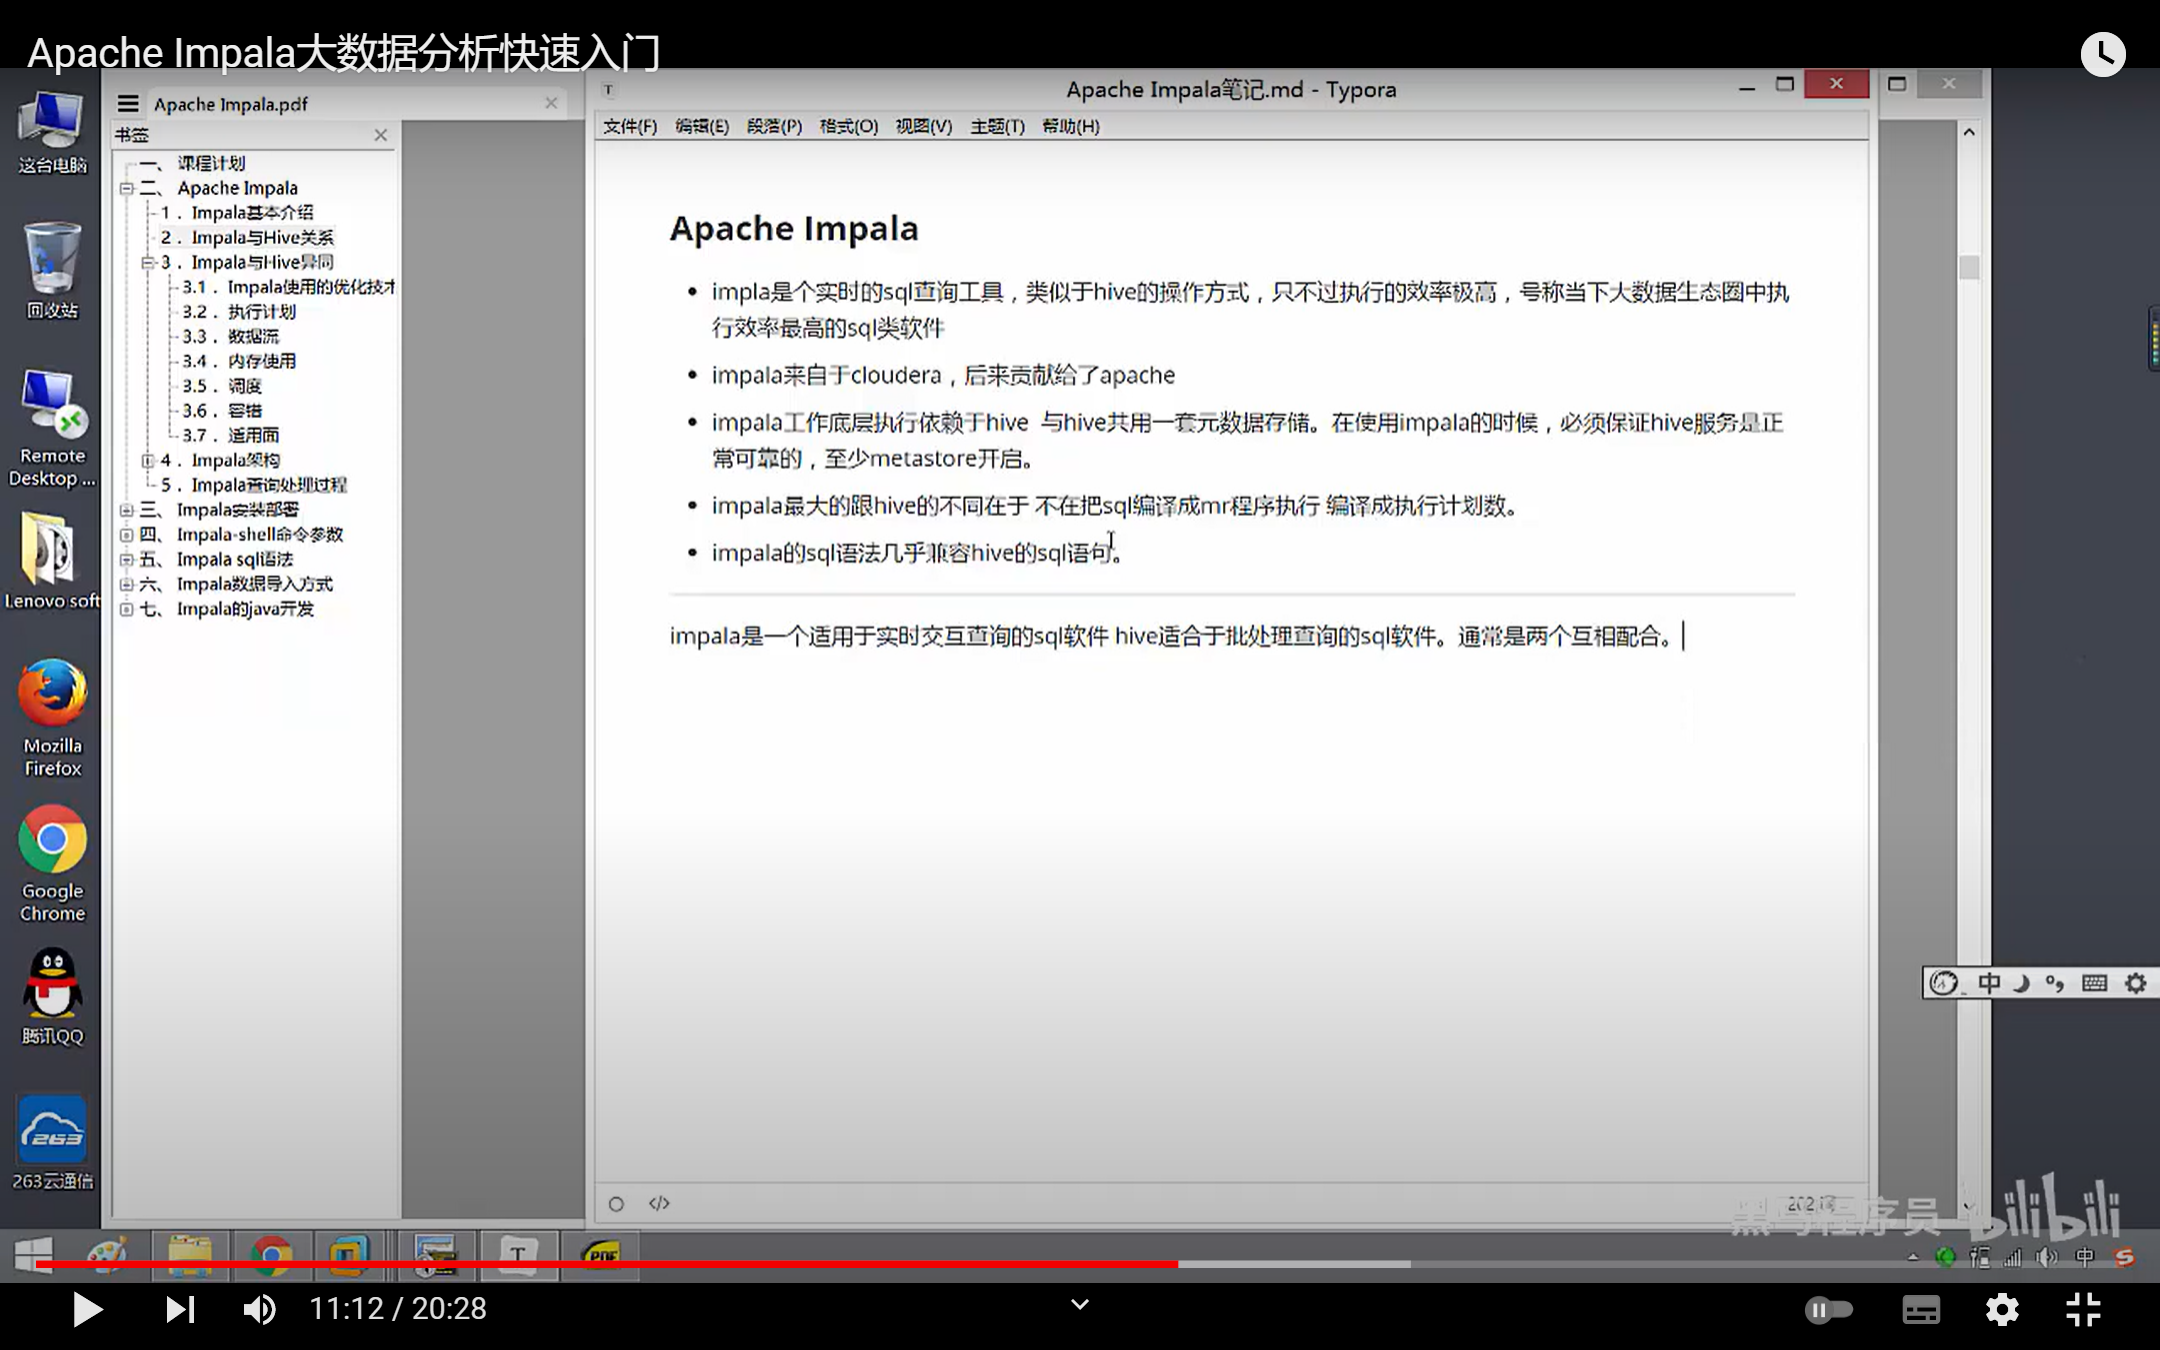 Apache Impala大数据分析快速入门
Apache Impala.pdf
书签
一、 课程计划
二、 Apache Impala
1． Impala基本介绍
2． Impala与Hive关系
3． Impala与Hive异同
3.1． Impala使用的优化技术
3.2． 执行计划
3.3． 数据流
3.4． 内存使用
3.5． 调度
3.6． 容错
3.7． 适用面
4． Impala架构
5． Impala查询处理过程
三、 Impala安装部署
四、 Impala-shell命令参数
五、 Impala sql语法
六、 Impala数据导入方式
七、 Impala的java开发
这台电脑
回收站
Remote
Desktop ...
Lenovo soft
Mozilla
Firefox
Google
Chrome
腾讯QQ
263
263云通信
T
Apache Impala笔记.md - Typora
文件(F) 编辑(E) 段落(P) 格式(O) 视图(V) 主题(T) 帮助(H)
Apache Impala
impla是个实时的sql查询工具，类似于hive的操作方式，只不过执行的效率极高，号称当下大数据生态圈中执
行效率最高的sql类软件
impala来自于cloudera，后来贡献给了apache
impala工作底层执行依赖于hive 与hive共用一套元数据存储。在使用impala的时候，必须保证hive服务是正
常可靠的，至少metastore开启。
impala最大的跟hive的不同在于 不在把sql编译成mr程序执行 编译成执行计划数。
impala的sql语法几乎兼容hive的sql语句。
impala是一个适用于实时交互查询的sql软件 hive适合于批处理查询的sql软件。通常是两个互相配合。
中
</>
202 词
黑马程序员 bilibili
T
PDF
中
11:12 / 20:28